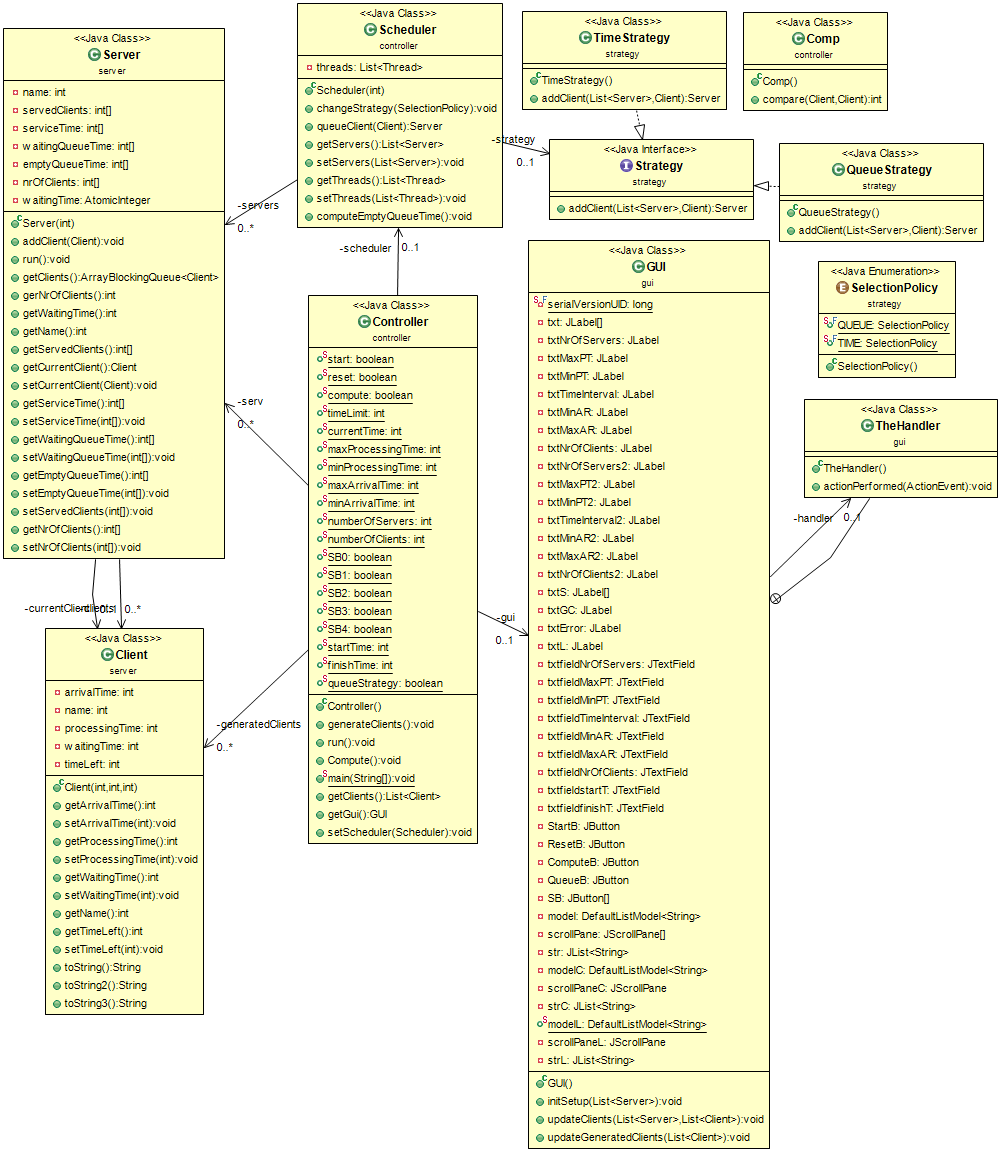 <<Java Class>>
Server
server
name: int
servedClients: int[]
serviceTime: int[]
waitingQueueTime: int[]
emptyQueueTime: int[]
nrOfClients: int[]
waitingTime: AtomicInteger
Server(int)
addClient(Client):void
run():void
getClients():ArrayBlockingQueue<Client>
gerNrOfClients():int
getWaitingTime():int
getName():int
getServedClients():int[]
getCurrentClient():Client
setCurrentClient(Client):void
getServiceTime():int[]
setServiceTime(int[]):void
getWaitingQueueTime():int[]
setWaitingQueueTime(int[]):void
getEmptyQueueTime():int[]
setEmptyQueueTime(int[]):void
setServedClients(int[]):void
getNrOfClients():int[]
setNrOfClients(int[]):void
<<Java Class>>
Scheduler
controller
threads: List<Thread>
Scheduler(int)
changeStrategy(SelectionPolicy):void
queueClient(Client):Server
getServers():List<Server>
setServers(List<Server>):void
getThreads():List<Thread>
setThreads(List<Thread>):void
computeEmptyQueueTime():void
<<Java Class>>
TimeStrategy
strategy
TimeStrategy()
addClient(List<Server>,Client):Server
<<Java Class>>
Comp
controller
Comp()
compare(Client,Client):int
-strategy
0..1
<<Java Interface>>
Strategy
strategy
addClient(List<Server>,Client):Server
<<Java Class>>
QueueStrategy
strategy
QueueStrategy()
addClient(List<Server>,Client):Server
-servers
0..*
-scheduler
0..1
<<Java Class>>
Controller
controller
start: boolean
reset: boolean
compute: boolean
timeLimit: int
currentTime: int
maxProcessingTime: int
minProcessingTime: int
maxArrivalTime: int
minArrivalTime: int
numberOfServers: int
numberOfClients: int
SB0: boolean
SB1: boolean
SB2: boolean
SB3: boolean
SB4: boolean
startTime: int
finishTime: int
queueStrategy: boolean
Controller()
generateClients():void
run():void
Compute():void
main(String[]):void
getClients():List<Client>
getGui():GUI
setScheduler(Scheduler):void
-serv
0..*
<<Java Class>>
GUI
gui
serialVersionUID: long
txt: JLabel[]
txtNrOfServers: JLabel
txtMaxPT: JLabel
txtMinPT: JLabel
txtTimeInterval: JLabel
txtMinAR: JLabel
txtMaxAR: JLabel
txtNrOfClients: JLabel
txtNrOfServers2: JLabel
txtMaxPT2: JLabel
txtMinPT2: JLabel
txtTimeInterval2: JLabel
txtMinAR2: JLabel
txtMaxAR2: JLabel
txtNrOfClients2: JLabel
txtS: JLabel[]
txtGC: JLabel
txtError: JLabel
txtL: JLabel
txtfieldNrOfServers: JTextField
txtfieldMaxPT: JTextField
txtfieldMinPT: JTextField
txtfieldTimeInterval: JTextField
txtfieldMinAR: JTextField
txtfieldMaxAR: JTextField
txtfieldNrOfClients: JTextField
txtfieldstartT: JTextField
txtfieldfinishT: JTextField
StartB: JButton
ResetB: JButton
ComputeB: JButton
QueueB: JButton
SB: JButton[]
model: DefaultListModel<String>
scrollPane: JScrollPane[]
str: JList<String>
modelC: DefaultListModel<String>
scrollPaneC: JScrollPane
strC: JList<String>
modelL: DefaultListModel<String>
scrollPaneL: JScrollPane
strL: JList<String>
GUI()
initSetup(List<Server>):void
updateClients(List<Server>,List<Client>):void
updateGeneratedClients(List<Client>):void
<<Java Enumeration>>
SelectionPolicy
strategy
QUEUE: SelectionPolicy
TIME: SelectionPolicy
SelectionPolicy()
<<Java Class>>
TheHandler
gui
TheHandler()
actionPerformed(ActionEvent):void
-handler
0..1
-gui
0..1
-currentClient
0..1
0..*
<<Java Class>>
Client
server
arrivalTime: int
name: int
processingTime: int
waitingTime: int
timeLeft: int
Client(int,int,int)
getArrivalTime():int
setArrivalTime(int):void
getProcessingTime():int
setProcessingTime(int):void
getWaitingTime():int
setWaitingTime(int):void
getName():int
getTimeLeft():int
setTimeLeft(int):void
toString():String
toString2():String
toString3():String
-generatedClients
0..*